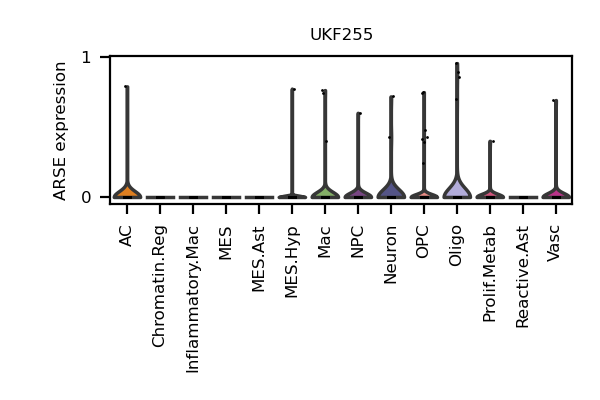 UKF255
ARSE expression
1
0
AC
Chromatin.Reg
Inflammatory.Mac
MES
MES.Ast
MES.Hyp
Mac
NPC
Neuron
OPC
Oligo
Prolif.Metab
Reactive.Ast
Vasc